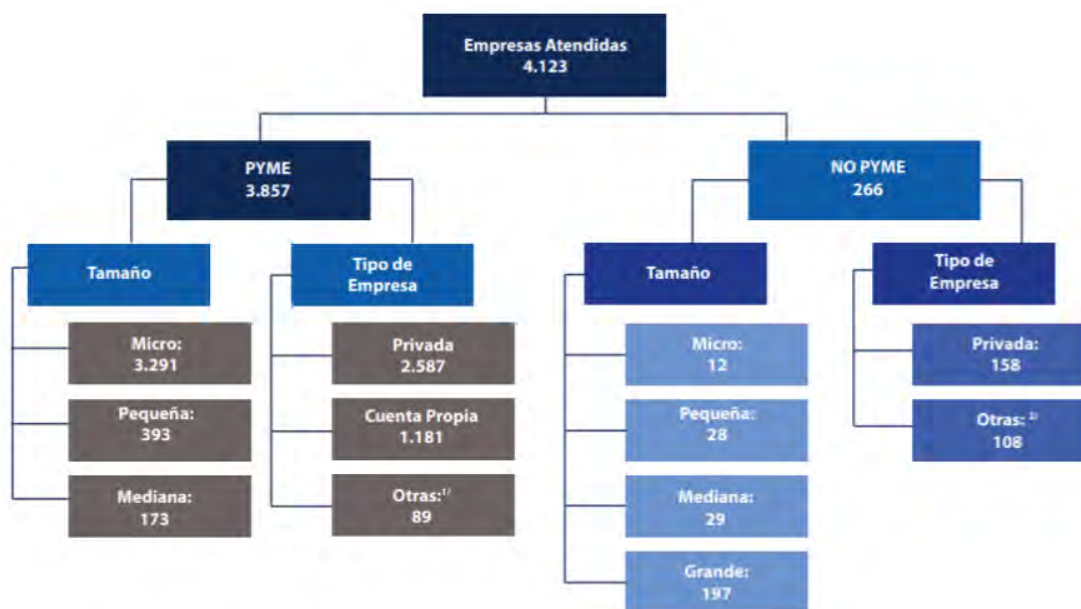 Empresas Atendidas
4.123
PYME
3.857
NO PYME
266
Tamaño
Tipo de
Empresa
Tamaño
Tipo de
Empresa
Micro:
3.291
Pequeña:
393
Mediana:
173
Privada
2.587
Cuenta Propia
1.181
Otras:1/
89
Micro:
12
Pequeña:
28
Mediana:
29
Grande:
197
Privada:
158
Otras: 2/
108